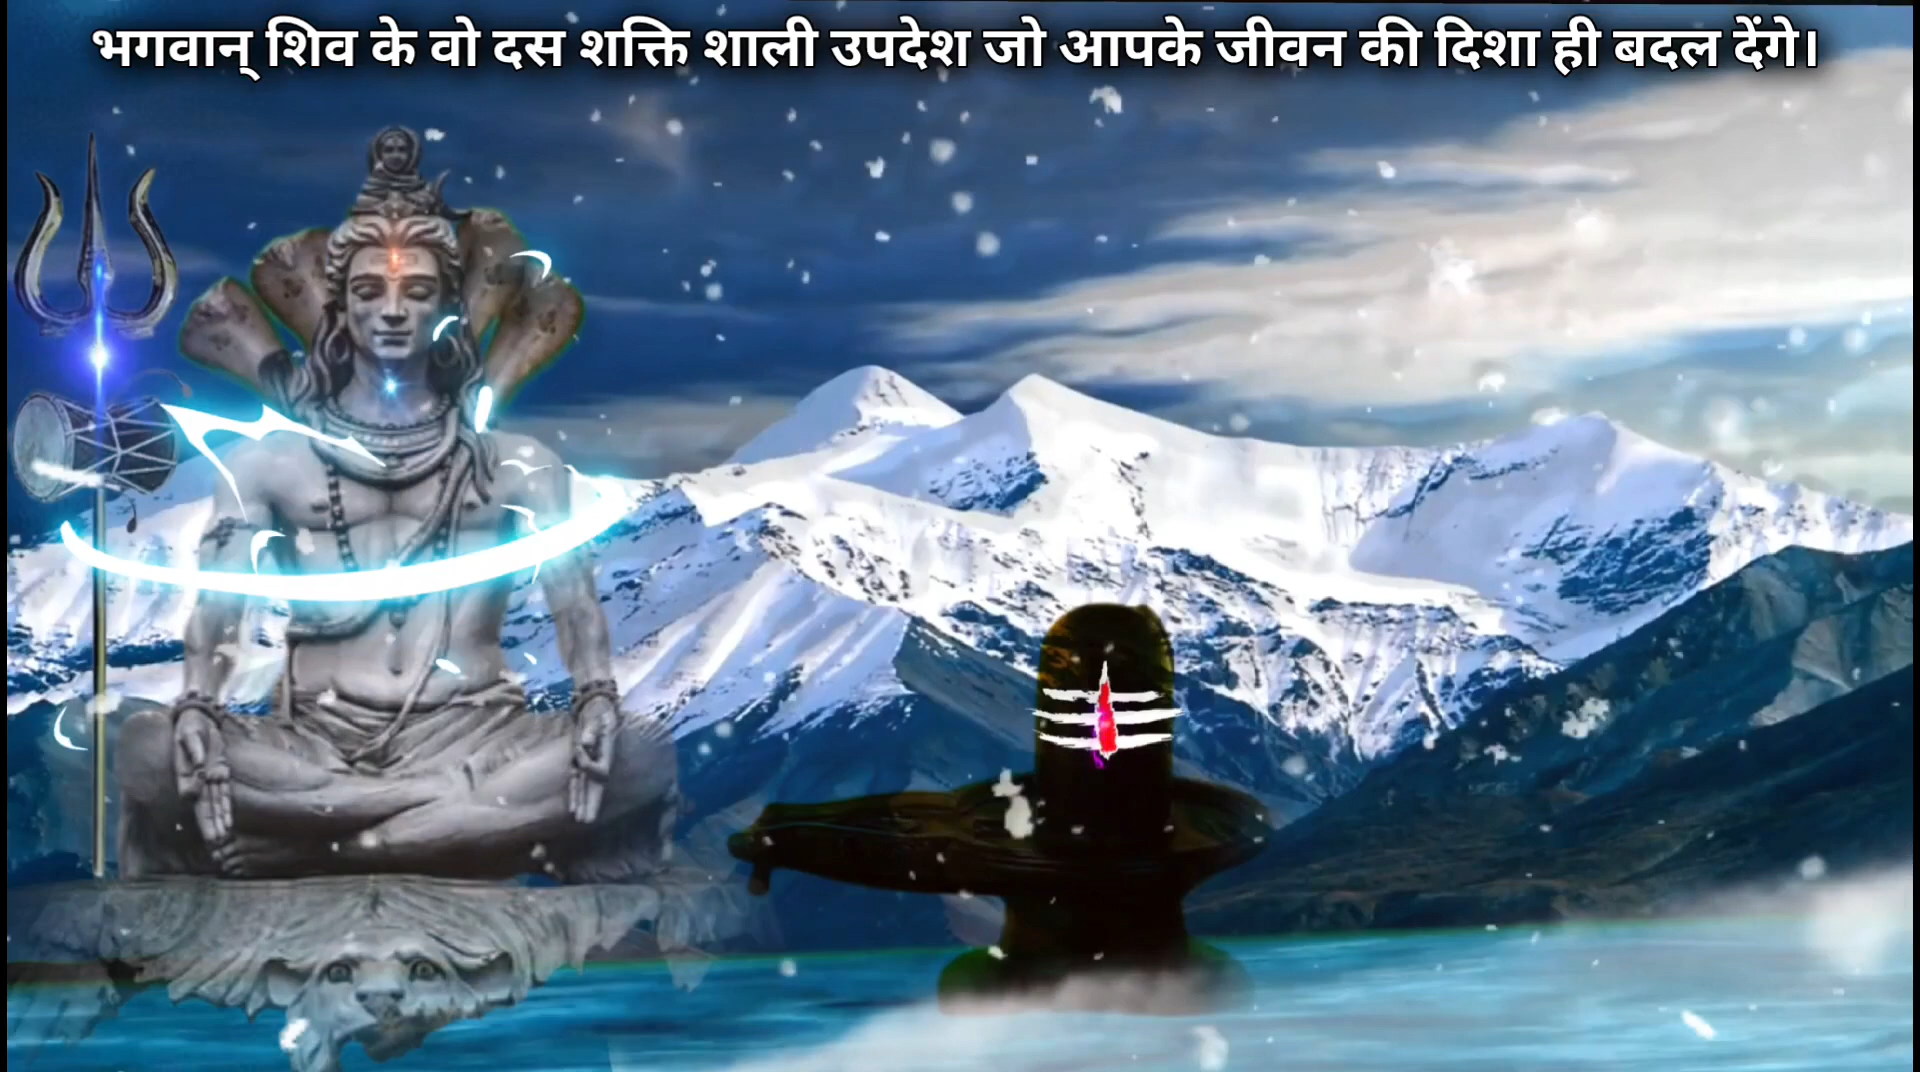 भगवान् शिव के वो दस शक्ति शाली उपदेश जो आपके जीवन की दिशा ही बदल देंगे।